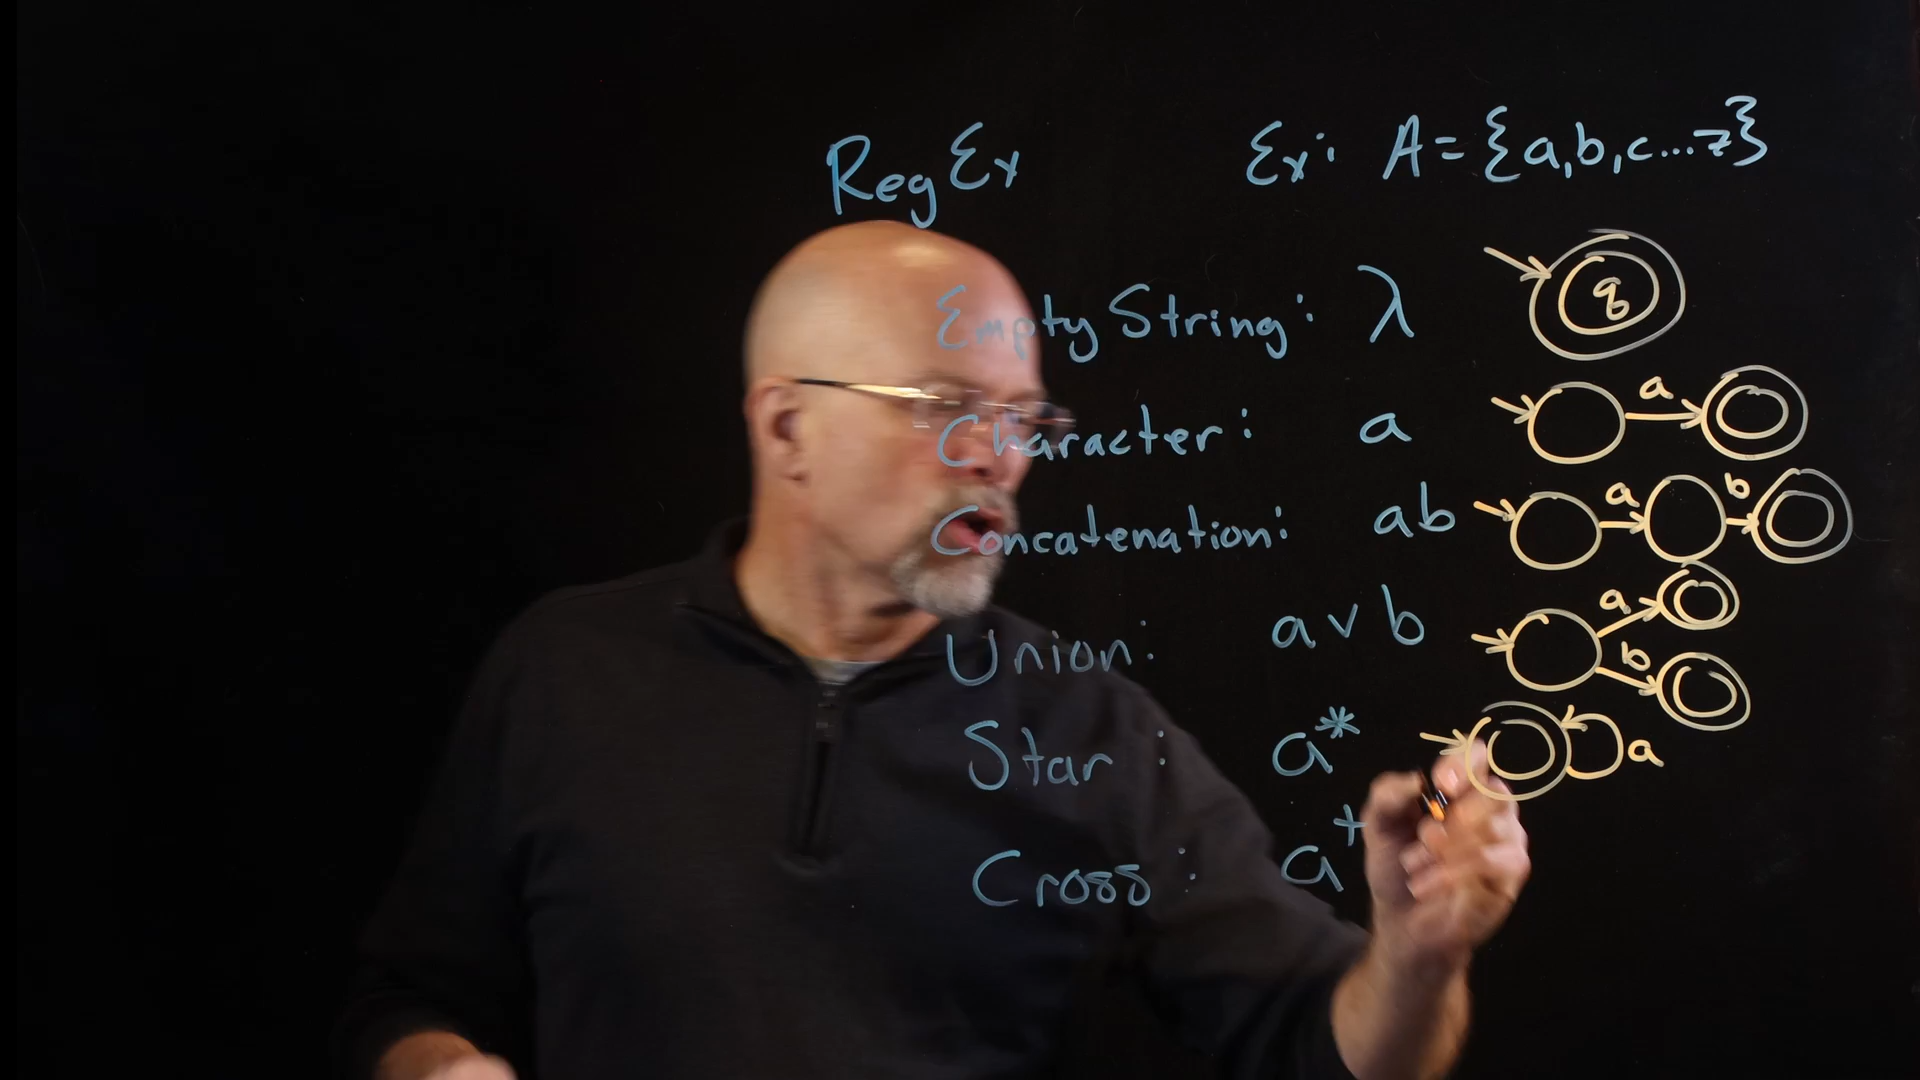 RegEx Ex: A = {a,b,c...z}
Empty String: λ q
Character: a a
Concatenation: ab a b
Union: a ∨ b a b
Star : a* a
Cross : a+